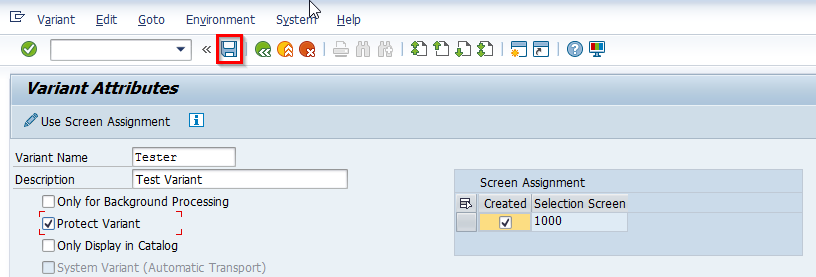 Variant Edit Goto Environment System Help
Variant Attributes
Use Screen Assignment
Variant Name Tester
Description Test Variant
Only for Background Processing
Protect Variant
Only Display in Catalog
System Variant (Automatic Transport)
Screen Assignment
Created Selection Screen
1000